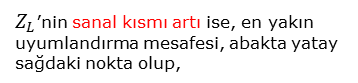 Z_L'nin sanal kısmı artı ise, en yakın
uyumlandırma mesafesi, abakta yatay
sağdaki nokta olup,